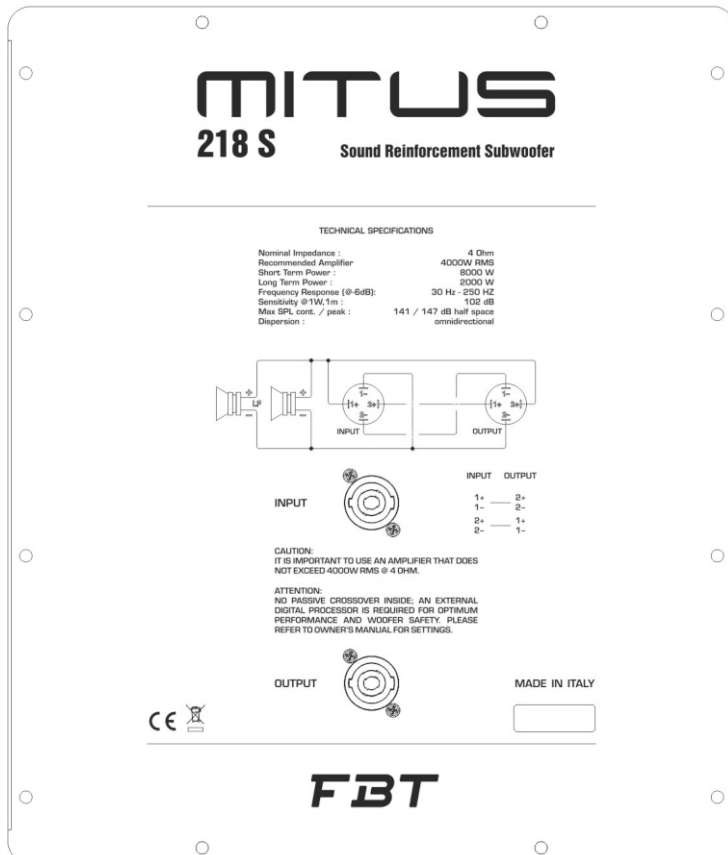 MITUS
218 S Sound Reinforcement Subwoofer
TECHNICAL SPECIFICATIONS
Nominal Impedance : 4 Ohm
Recommended Amplifier 4000W RMS
Short Term Power : 8000 W
Long Term Power : 2000 W
Frequency Response (@-6dB): 30 Hz - 250 HZ
Sensitivity @1W,1m : 102 dB
Max SPL cont. / peak : 141 / 147 dB half space
Dispersion : omnidirectional
+ + 1- 1-
LF 1+ 2+ 1+ 2+
- - 2- 2-
INPUT OUTPUT
INPUT
INPUT OUTPUT
1+ 2+
1- 2-
2+ 1+
2- 1-
CAUTION:
IT IS IMPORTANT TO USE AN AMPLIFIER THAT DOES
NOT EXCEED 4000W RMS @ 4 OHM.
ATTENTION:
NO PASSIVE CROSSOVER INSIDE; AN EXTERNAL
DIGITAL PROCESSOR IS REQUIRED FOR OPTIMUM
PERFORMANCE AND WOOFER SAFETY. PLEASE
REFER TO OWNER'S MANUAL FOR SETTINGS.
OUTPUT
MADE IN ITALY
CE
FBT